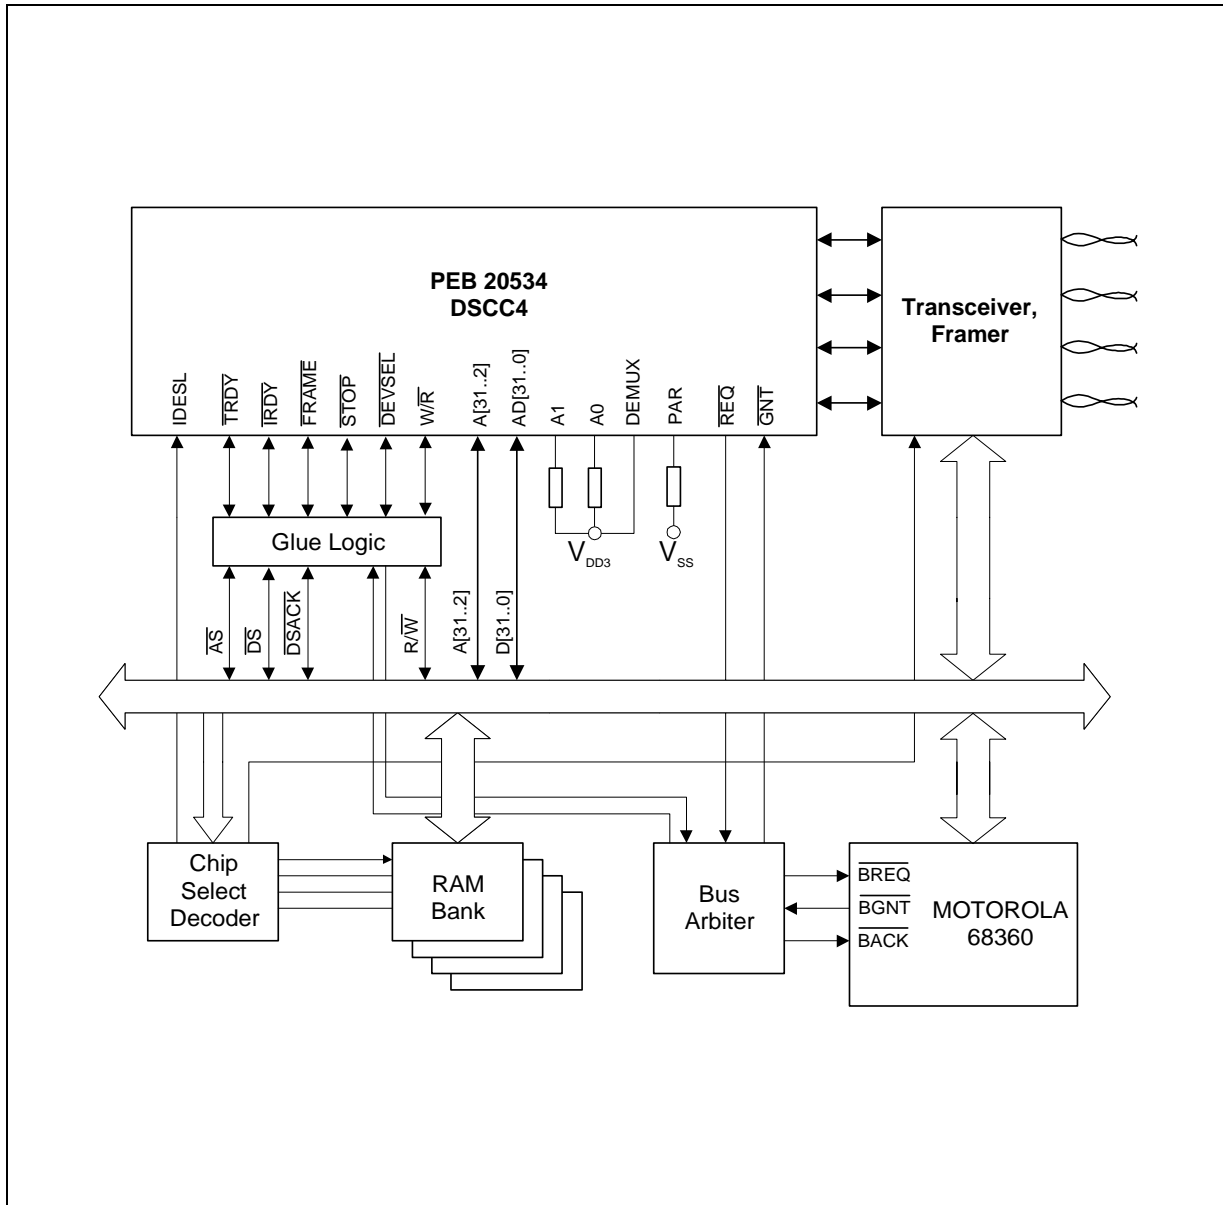 PEB 20534
DSCC4
Transceiver,
Framer
IDESL
TRDY
IRDY
FRAME
STOP
DEVSEL
W/R
A[31..2]
AD[31..0]
A1
A0
DEMUX
PAR
REQ
GNT
Glue Logic
VDD3
VSS
AS
DS
DSACK
R/W
A[31..2]
D[31..0]
Chip
Select
Decoder
RAM
Bank
Bus
Arbiter
BREQ
BGNT
BACK
MOTOROLA
68360